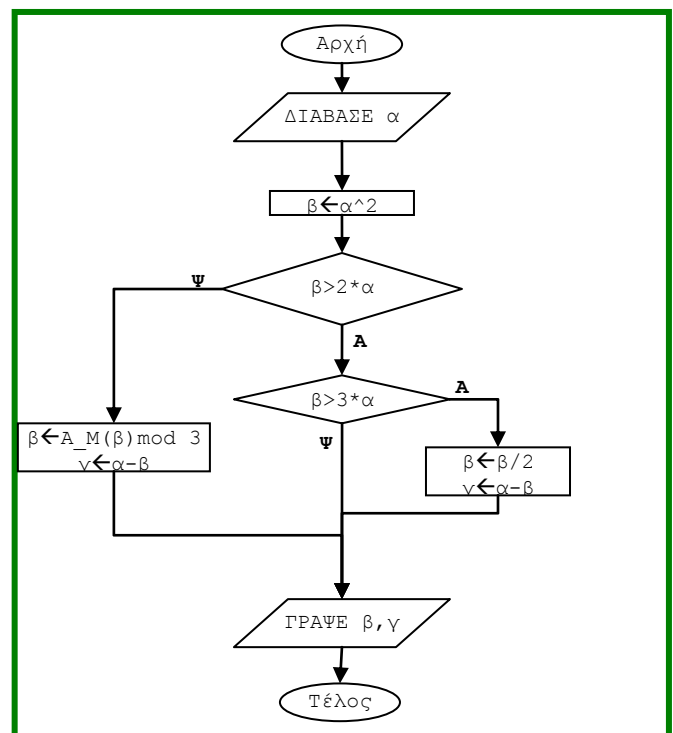 Αρχή
ΔΙΑΒΑΣΕ α
β←α^2
β>2*α
Ψ
Α
β>3*α
Α
Ψ
β←Α_Μ(β)mod 3
γ←α-β
β←β/2
γ←α-β
ΓΡΑΨΕ β,γ
Τέλος